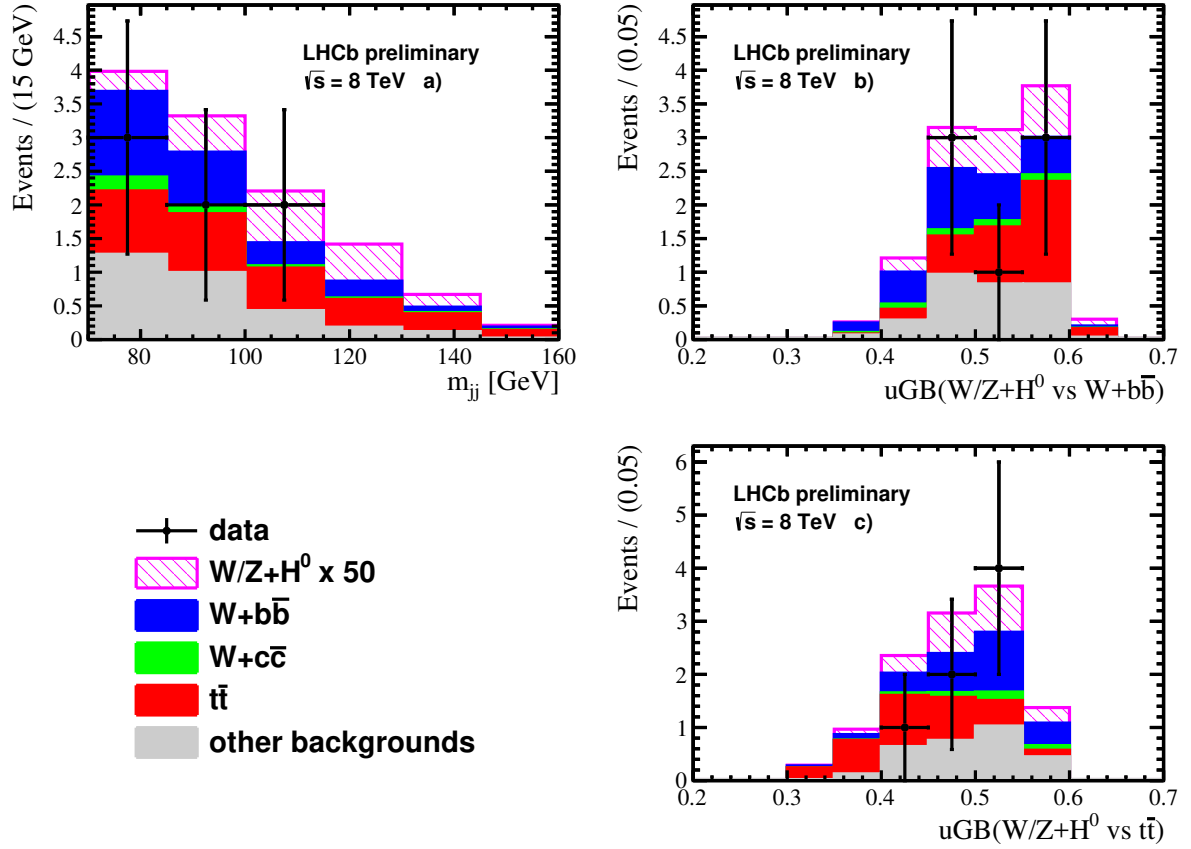 Events / (15 GeV)
4.5
4
3.5
3
2.5
2
1.5
1
0.5
0
LHCb preliminary
√s = 8 TeV a)
80 100 120 140 160
m_jj [GeV]
Events / (0.05)
4.5
4
3.5
3
2.5
2
1.5
1
0.5
0
LHCb preliminary
√s = 8 TeV b)
0.2 0.3 0.4 0.5 0.6 0.7
uGB(W/Z+H⁰ vs W+bb̅)
data
W/Z+H⁰ x 50
W+bb̅
W+cc̅
tt̅
other backgrounds
Events / (0.05)
6
5
4
3
2
1
0
LHCb preliminary
√s = 8 TeV c)
0.2 0.3 0.4 0.5 0.6 0.7
uGB(W/Z+H⁰ vs tt̅)